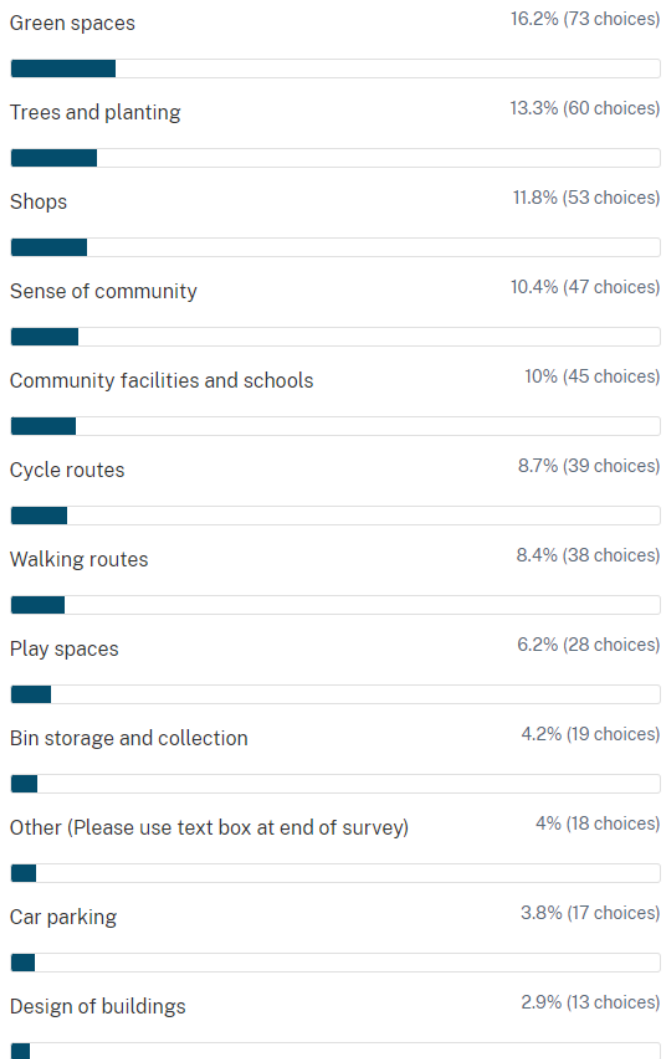 Green spaces 16.2% (73 choices)
Trees and planting 13.3% (60 choices)
Shops 11.8% (53 choices)
Sense of community 10.4% (47 choices)
Community facilities and schools 10% (45 choices)
Cycle routes 8.7% (39 choices)
Walking routes 8.4% (38 choices)
Play spaces 6.2% (28 choices)
Bin storage and collection 4.2% (19 choices)
Other (Please use text box at end of survey) 4% (18 choices)
Car parking 3.8% (17 choices)
Design of buildings 2.9% (13 choices)